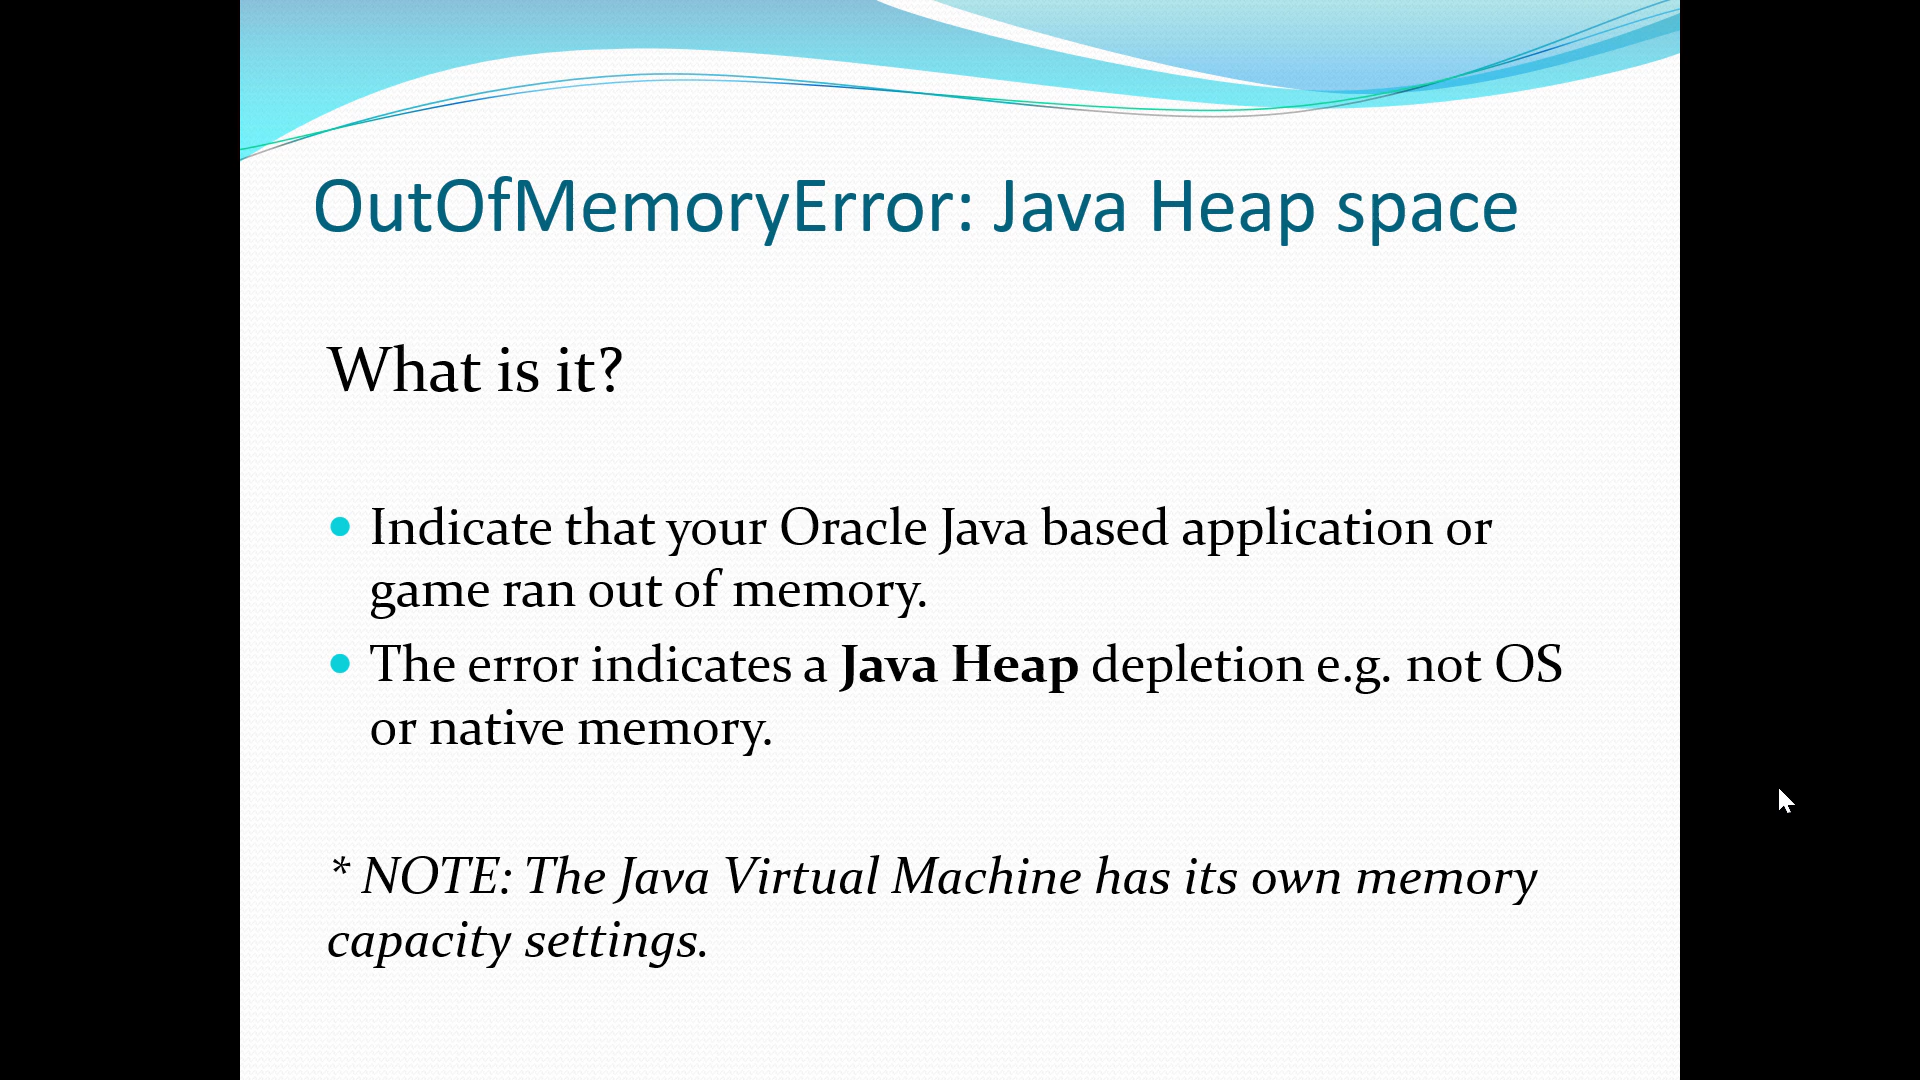 OutOfMemoryError: Java Heap space
What is it?
• Indicate that your Oracle Java based application or
game ran out of memory.
• The error indicates a Java Heap depletion e.g. not OS
or native memory.
* NOTE: The Java Virtual Machine has its own memory
capacity settings.